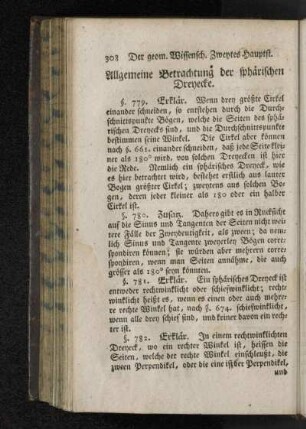 308 Der geom. Wissensch. Zweytes Hauptst.
Allgemeine Betrachtung der sphärischen
Dreyecke.
§. 779. Erklär. Wenn drey größte Cirkel
einander schneiden, so entstehen durch die Durch-
schnittspunkte Bögen, welche die Seiten des sphä-
rischen Dreyecks sind, und die Durchschnittspunkte
bestimmen seine Winkel. Die Cirkel aber können
nach §. 661. einander schneiden, daß jede Seite klei-
ner als 180° wird, von solchen Dreyecken ist hier
die Rede. Nemlich ein sphärisches Dreyeck, wie
es hier betrachtet wird, bestehet erstlich aus lauter
Bogen größter Cirkel; zweytens aus solchen Bo-
gen, deren jeder kleiner als 180 oder ein halber
Cirkel ist.
§. 780. Zusatz. Dahero gibt es in Rücksicht
auf die Sinus und Tangenten der Seiten nicht wei-
tere Fälle der Zweydeutigkeit, als zween; da nem-
lich Sinus und Tangente zweyerley Bögen corre-
spondiren können; sie würden aber mehrern corre-
spondiren, wenn man Seiten annähme, die auch
größer als 180° seyn könnten.
§. 781. Erklär. Ein sphärisches Dreyeck ist
entweder rechtwinklicht oder schiefwinklicht; recht-
winklicht heißt es, wenn es einen oder auch mehre-
re rechte Winkel hat, nach §. 674. schiefwinklicht,
wenn alle drey schief sind, und keiner davon ein rech-
ter ist.
§. 782. Erklär. In einem rechtwinklichten
Dreyeck, wo ein rechter Winkel ist, heissen die
Seiten, welche der rechte Winkel einschleußt, die
zween Perpendikel, oder die eine ist der Perpendikel,
und